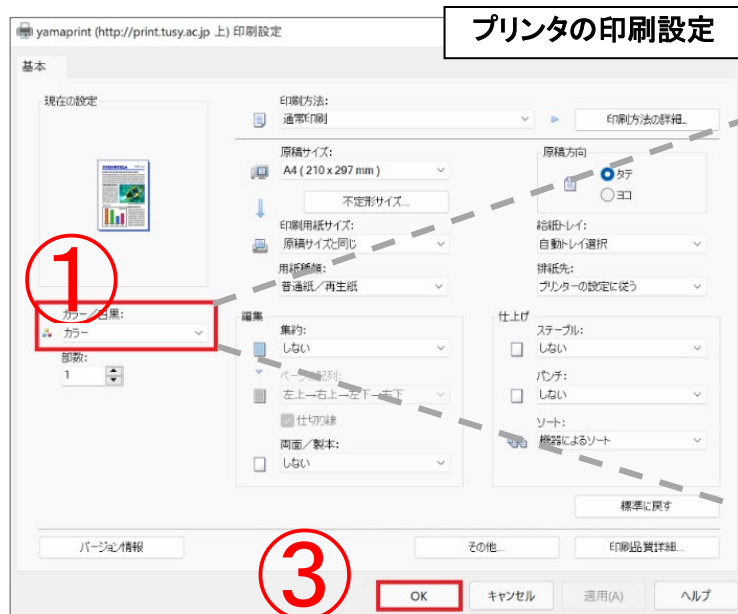 プリンタの印刷設定
yamaprint (http://print.tusy.ac.jp 上) 印刷設定
基本
現在の設定
印刷方法:
通常印刷
印刷方法の詳細...
原稿サイズ:
A4 ( 210 x 297 mm )
不定形サイズ...
原稿方向
タテ
ヨコ
印刷用紙サイズ:
原稿サイズと同じ
給紙トレイ:
自動トレイ選択
用紙種類:
普通紙/再生紙
排紙先:
プリンターの設定に従う
①
カラー/白黒:
カラー
部数:
1
編集
集約:
しない
ページの配列:
左上→右上→左下→右下
仕切り線
両面/製本:
しない
仕上げ
ステープル:
しない
パンチ:
しない
ソート:
機器によるソート
標準に戻す
バージョン情報
その他...
印刷品質詳細...
③
OK
キャンセル
適用(A)
ヘルプ